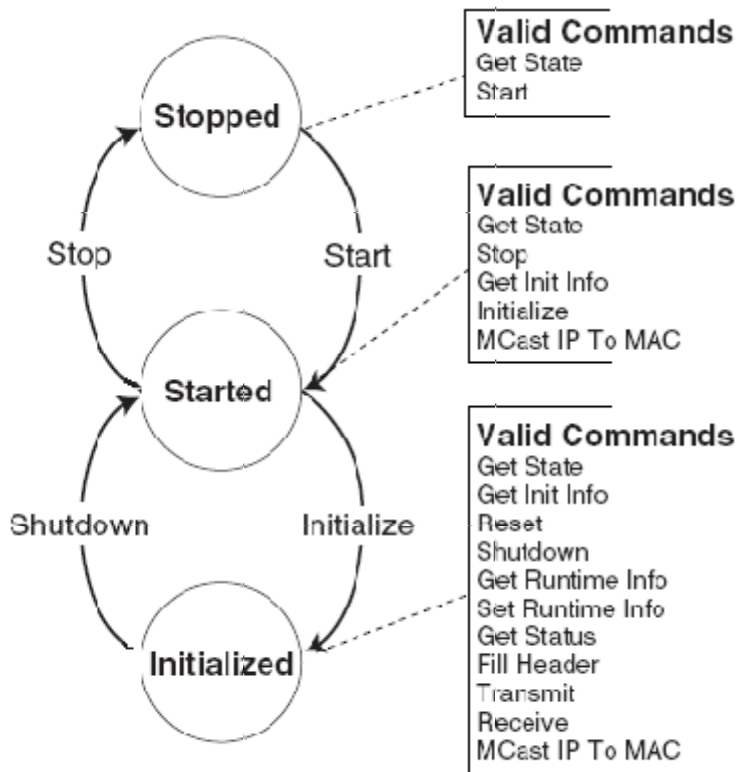 Stopped
Valid Commands
Get State
Start
Stop
Start
Valid Commands
Get State
Stop
Get Init Info
Initialize
MCast IP To MAC
Started
Valid Commands
Get State
Get Init Info
Reset
Shutdown
Get Runtime Info
Set Runtime Info
Get Status
Fill Header
Transmit
Receive
MCast IP To MAC
Shutdown
Initialize
Initialized